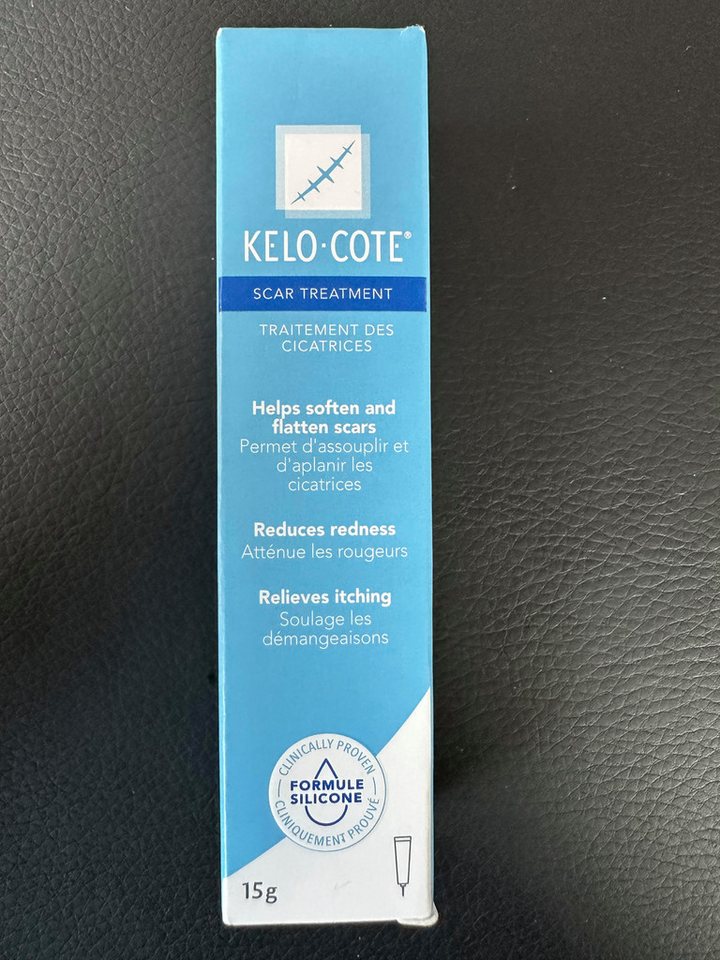 KELO·COTE®
SCAR TREATMENT
TRAITEMENT DES
CICATRICES
Helps soften and
flatten scars
Permet d'assouplir et
d'aplanir les
cicatrices
Reduces redness
Atténue les rougeurs
Relieves itching
Soulage les
démangeaisons
CLINICALLY PROVEN
FORMULE
SILICONE
CLINIQUEMENT PROUVÉ
15g